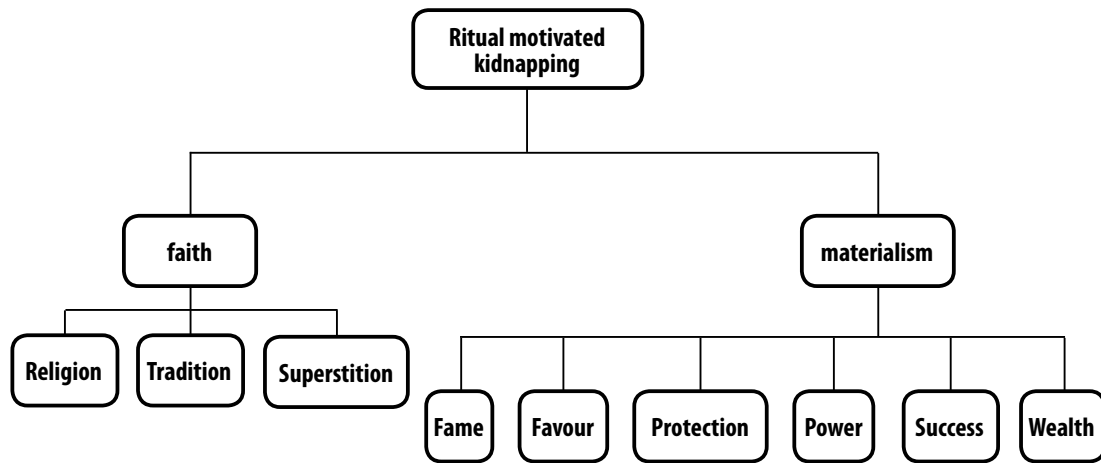 Ritual motivated
kidnapping
faith
materialism
Religion
Tradition
Superstition
Fame
Favour
Protection
Power
Success
Wealth